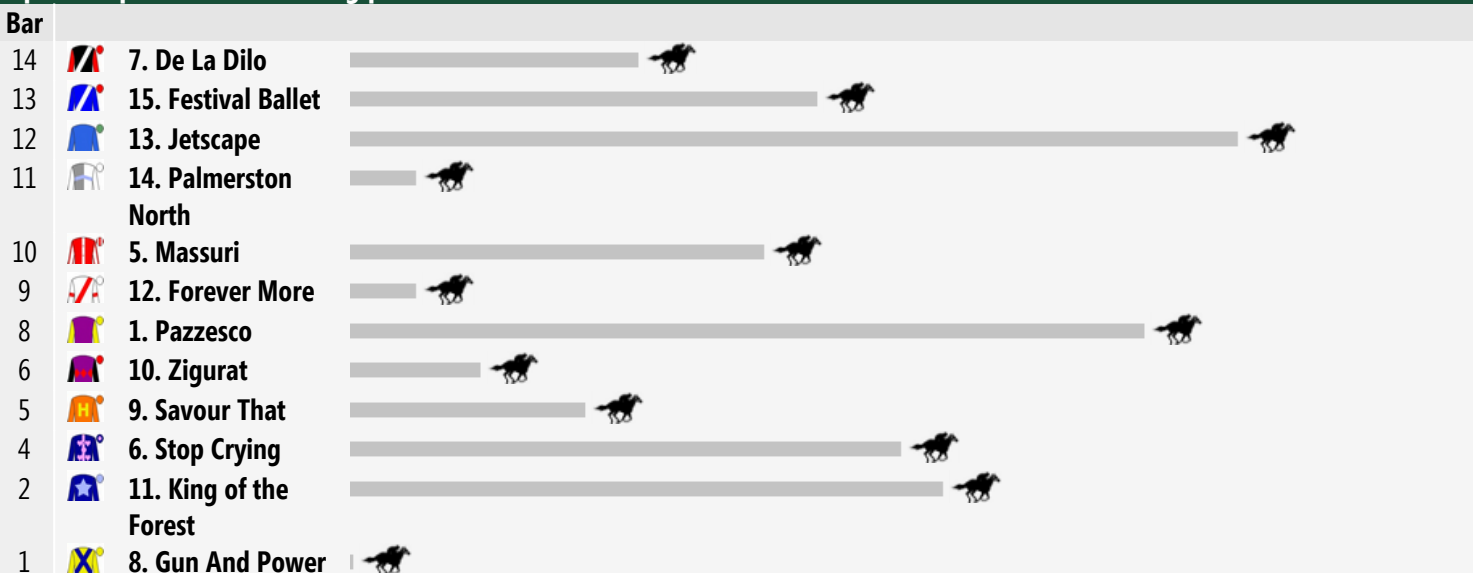 Bar
14 7. De La Dilo
13 15. Festival Ballet
12 13. Jetscape
11 14. Palmerston
North
10 5. Massuri
9 12. Forever More
8 1. Pazzesco
6 10. Zigurat
5 H 9. Savour That
4 6. Stop Crying
2 11. King of the
Forest
1 8. Gun And Power